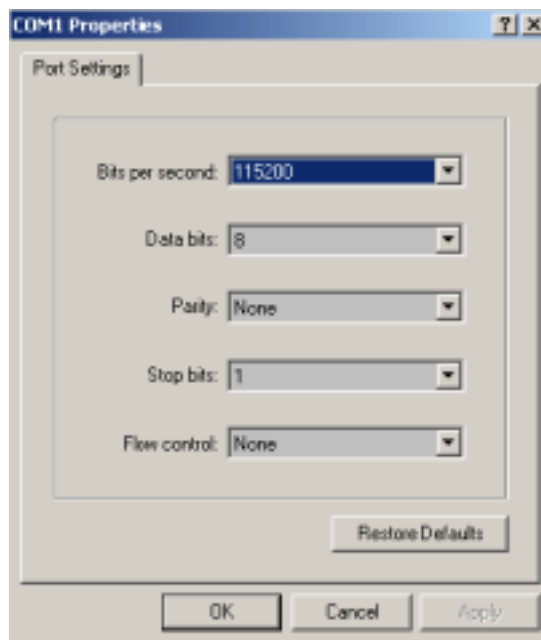 COM1 Properties
Port Settings
Bits per second: 115200
Data bits: 8
Parity: None
Stop bits: 1
Flow control: None
Restore Defaults
OK Cancel Apply